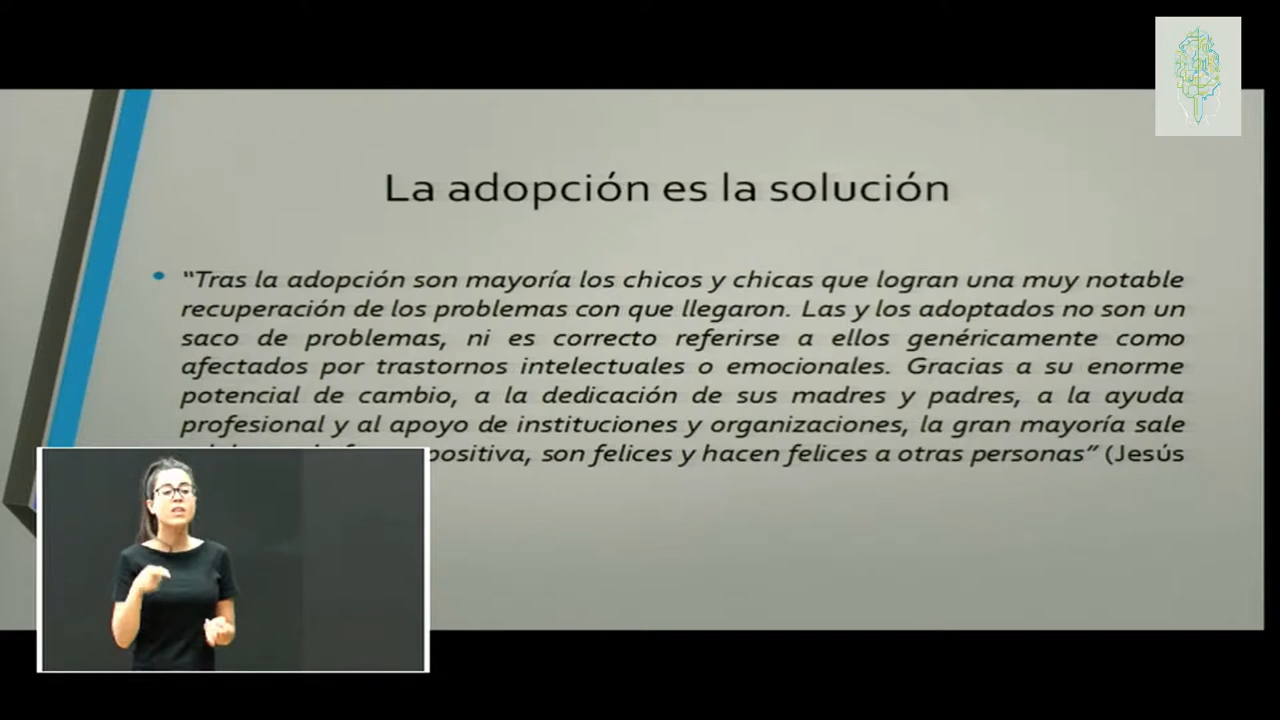 La adopción es la solución
• “Tras la adopción son mayoría los chicos y chicas que logran una muy notable
recuperación de los problemas con que llegaron. Las y los adoptados no son un
saco de problemas, ni es correcto referirse a ellos genéricamente como
afectados por trastornos intelectuales o emocionales. Gracias a su enorme
potencial de cambio, a la dedicación de sus madres y padres, a la ayuda
profesional y al apoyo de instituciones y organizaciones, la gran mayoría sale
positiva, son felices y hacen felices a otras personas” (Jesús